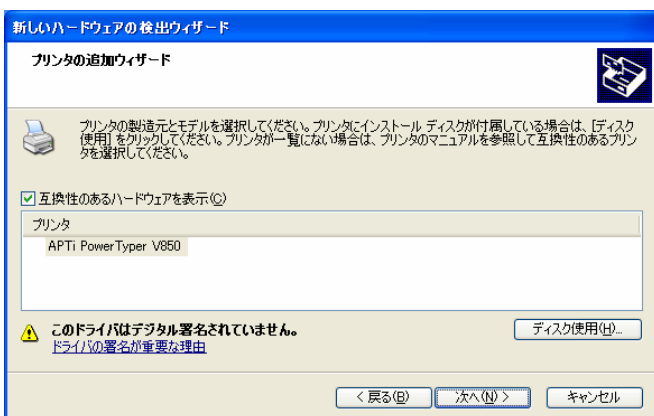 新しいハードウェアの検出ウィザード
プリンタの追加ウィザード
プリンタの製造元とモデルを選択してください。プリンタにインストール ディスクが付属している場合は、[ディスク
使用] をクリックしてください。プリンタが一覧にない場合は、プリンタのマニュアルを参照して互換性のあるプリン
タを選択してください。
互換性のあるハードウェアを表示(C)
プリンタ
APTi PowerTyper V850
このドライバはデジタル署名されていません。
ドライバの署名が重要な理由
ディスク使用(H)...
< 戻る(B)
次へ(N) >
キャンセル